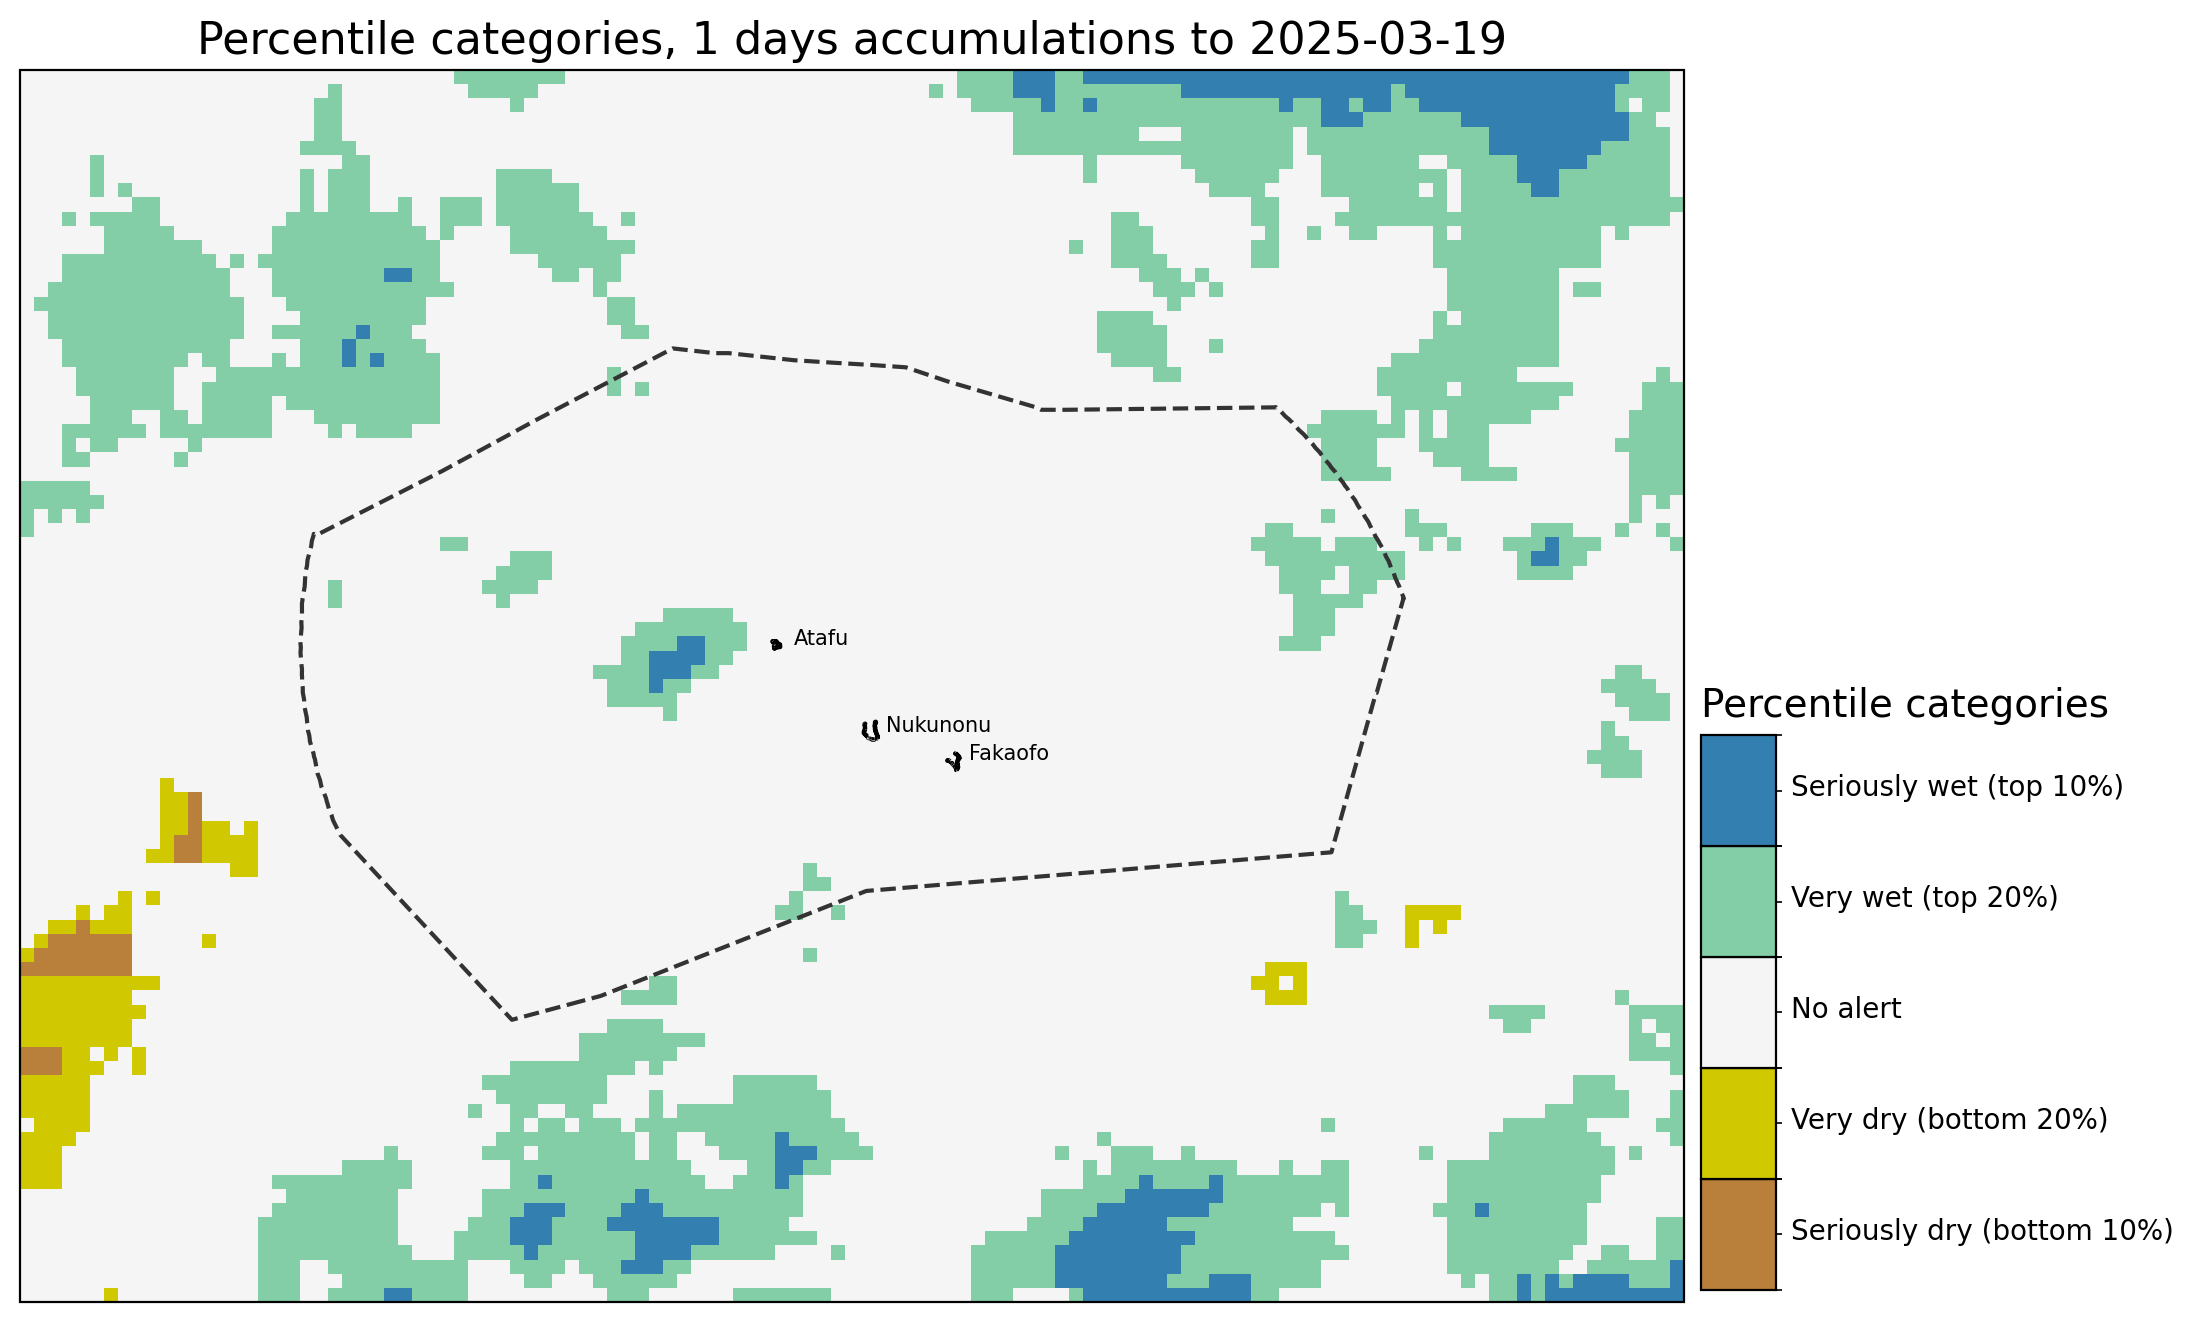 Percentile categories, 1 days accumulations to 2025-03-19
Atafu
Nukunonu
Fakaofo
Percentile categories
Seriously wet (top 10%)
Very wet (top 20%)
No alert
Very dry (bottom 20%)
Seriously dry (bottom 10%)